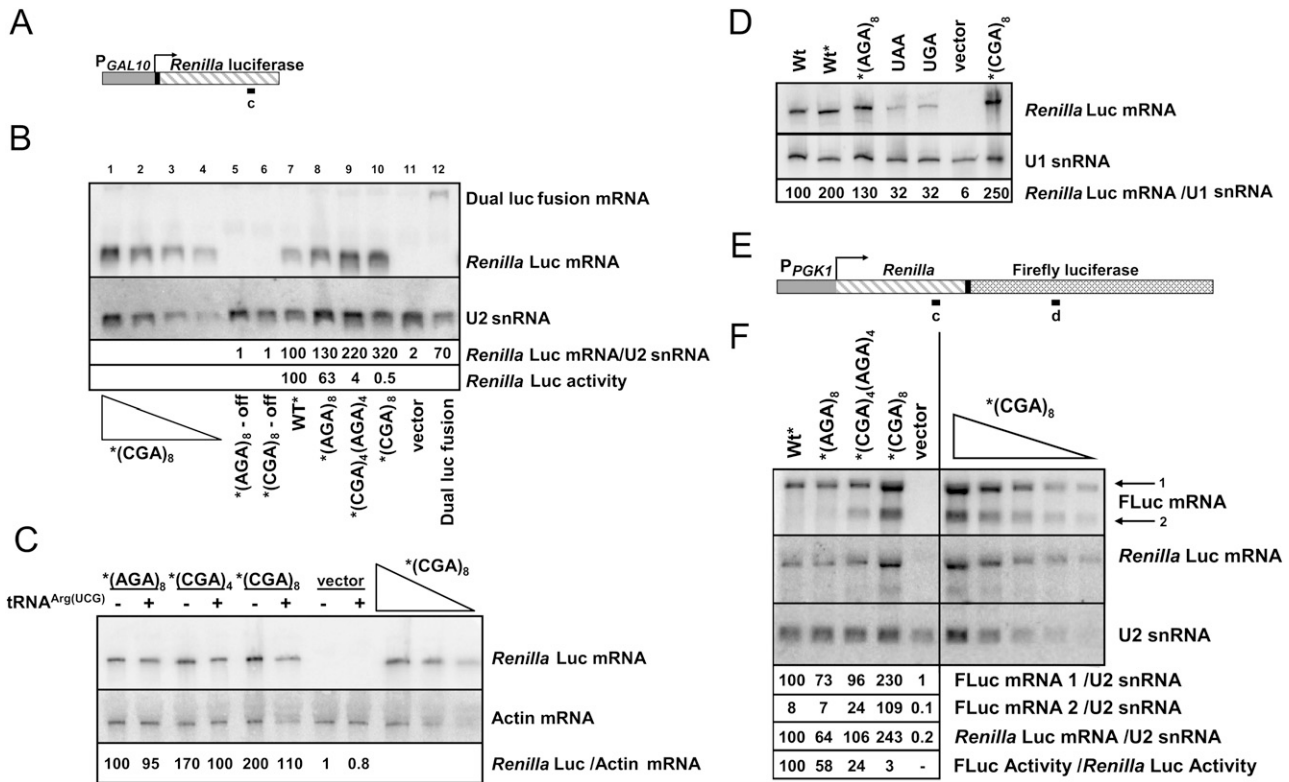 A
P GAL10 Renilla luciferase
c
B
1 2 3 4 5 6 7 8 9 10 11 12
Dual luc fusion mRNA
Renilla Luc mRNA
U2 snRNA
1 1 100 130 220 320 2 70 Renilla Luc mRNA/U2 snRNA
100 63 4 0.5 Renilla Luc activity
*(CGA)8
*(AGA)8 - off
*(CGA)8 - off
WT*
*(AGA)8
*(CGA)4(AGA)4
*(CGA)8
vector
Dual luc fusion
C
*(AGA)8 *(CGA)4 *(CGA)8 vector *(CGA)8
tRNAArg(UCG) - + - + - + - +
Renilla Luc mRNA
Actin mRNA
100 95 170 100 200 110 1 0.8 Renilla Luc /Actin mRNA
D
Wt
Wt*
*(AGA)8
UAA
UGA
vector
*(CGA)8
Renilla Luc mRNA
U1 snRNA
100 200 130 32 32 6 250 Renilla Luc mRNA /U1 snRNA
E
P PGK1 Renilla Firefly luciferase
c d
F
Wt*
*(AGA)8
*(CGA)4(AGA)4
*(CGA)8
vector
*(CGA)8
1
FLuc mRNA
2
Renilla Luc mRNA
U2 snRNA
100 73 96 230 1 FLuc mRNA 1 /U2 snRNA
8 7 24 109 0.1 FLuc mRNA 2 /U2 snRNA
100 64 106 243 0.2 Renilla Luc mRNA /U2 snRNA
100 58 24 3 - FLuc Activity /Renilla Luc Activity